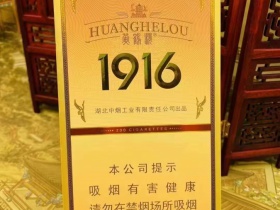 HUANGHELOU
黄鹤楼
1916
湖北中烟工业有限责任公司出品
200 CIGARETTES
本公司提示
吸烟有害健康
请勿在禁烟场所吸烟